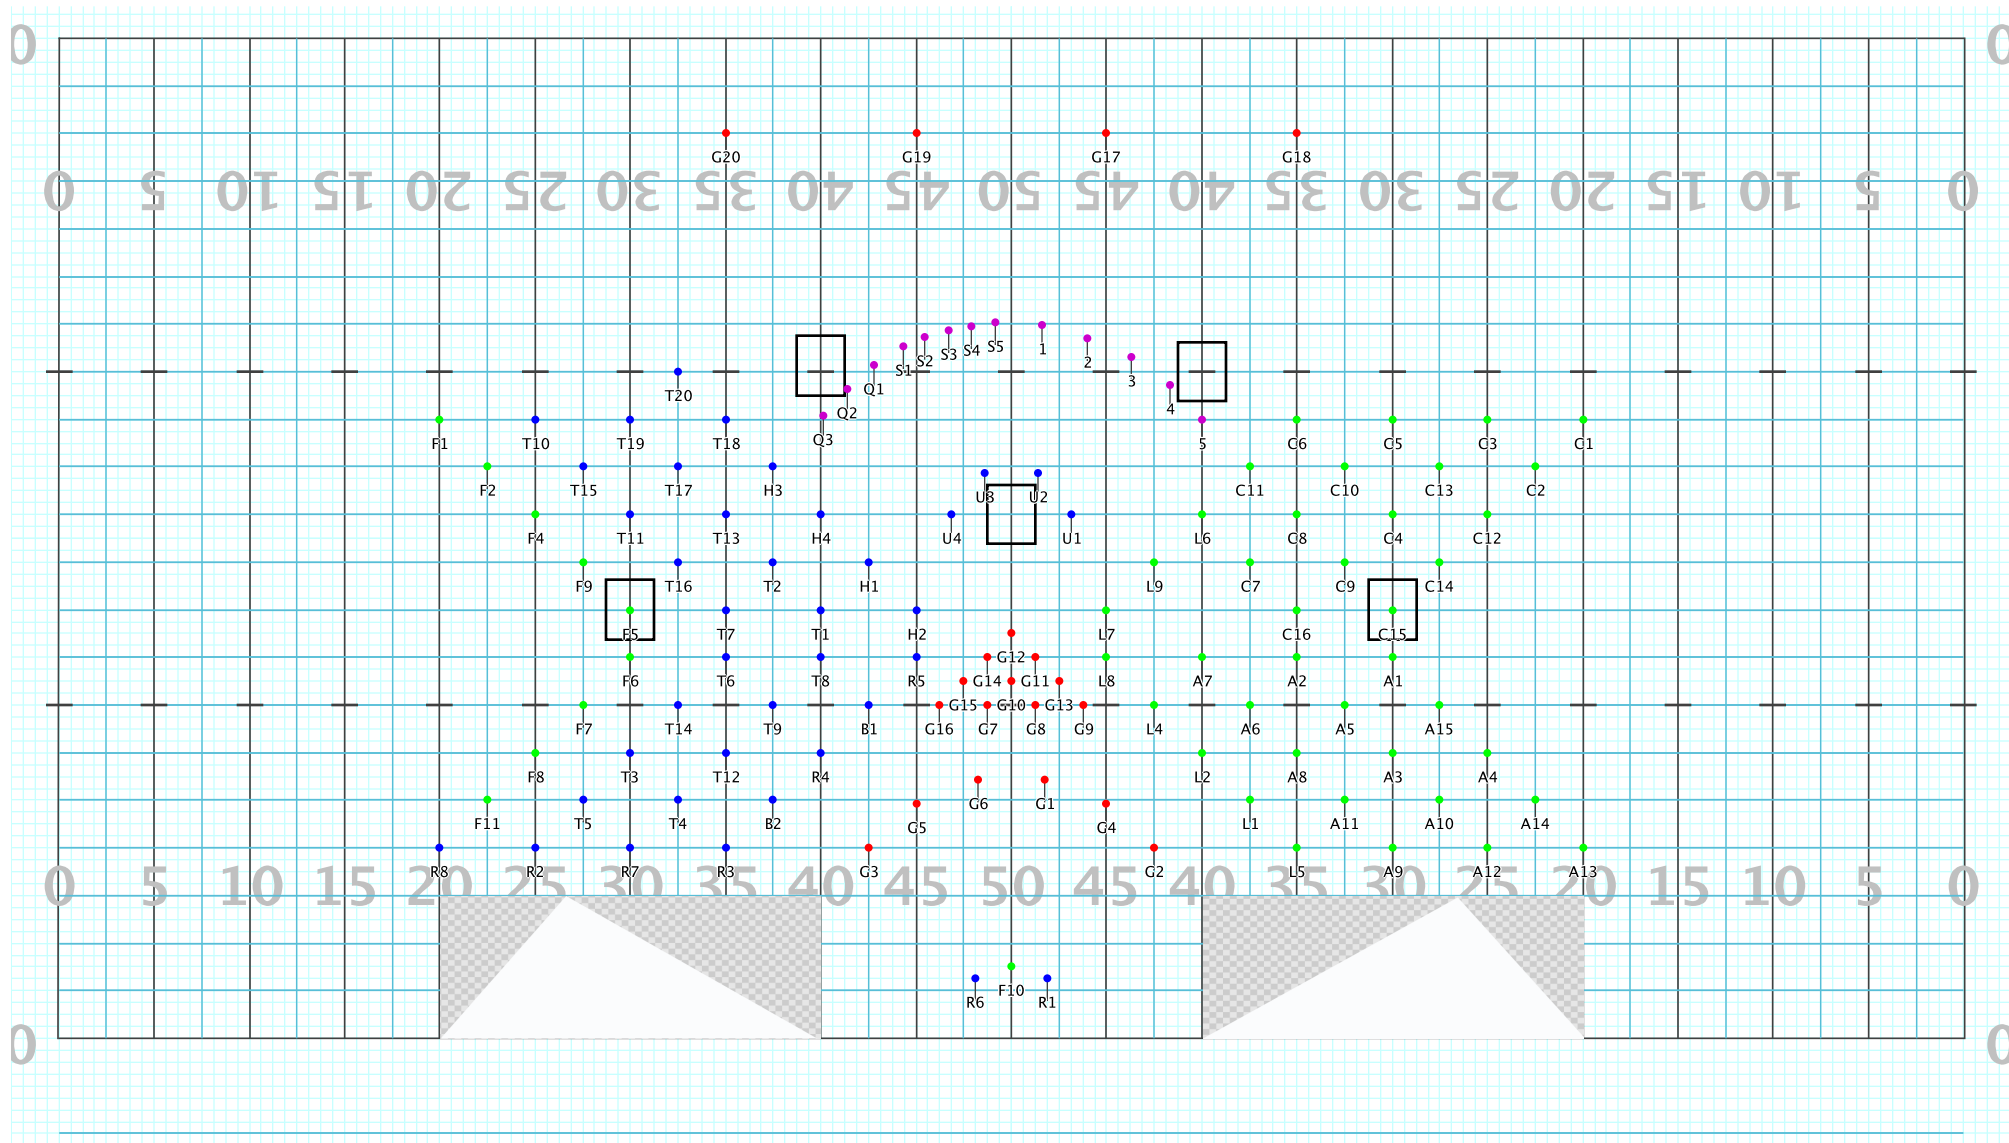 0 0
G20 G19 G17 G18
0 5 10 15 20 25 30 35 40 45 50 45 40 35 30 25 20 15 10 5 0
S1 S2 S3 S4 S5 1 2 3
T20 Q1 4
Q2
F1 T10 T19 T18 Q3 5 C6 C5 C3 C1
F2 T15 T17 H3 U3 U2 C11 C10 C13 C2
F4 T11 T13 H4 U4 U1 L6 C8 C4 C12
F9 T16 T2 H1 L9 C7 C9 C14
F5 T7 T1 H2 L7 C16 C15
G12
F6 T6 T8 R5 G14 G11 L8 A7 A2 A1
G15 G10 G13
F7 T14 T9 B1 G16 G7 G8 G9 L4 A6 A5 A15
F8 T3 T12 R4 L2 A8 A3 A4
G6 G1
F11 T5 T4 B2 G5 G4 L1 A11 A10 A14
R8 R2 R7 R3 G3 G2 L5 A9 A12 A13
0 5 10 15 20 25 30 35 40 45 50 45 40 35 30 25 20 15 10 5 0
F10
R6 R1
0 0